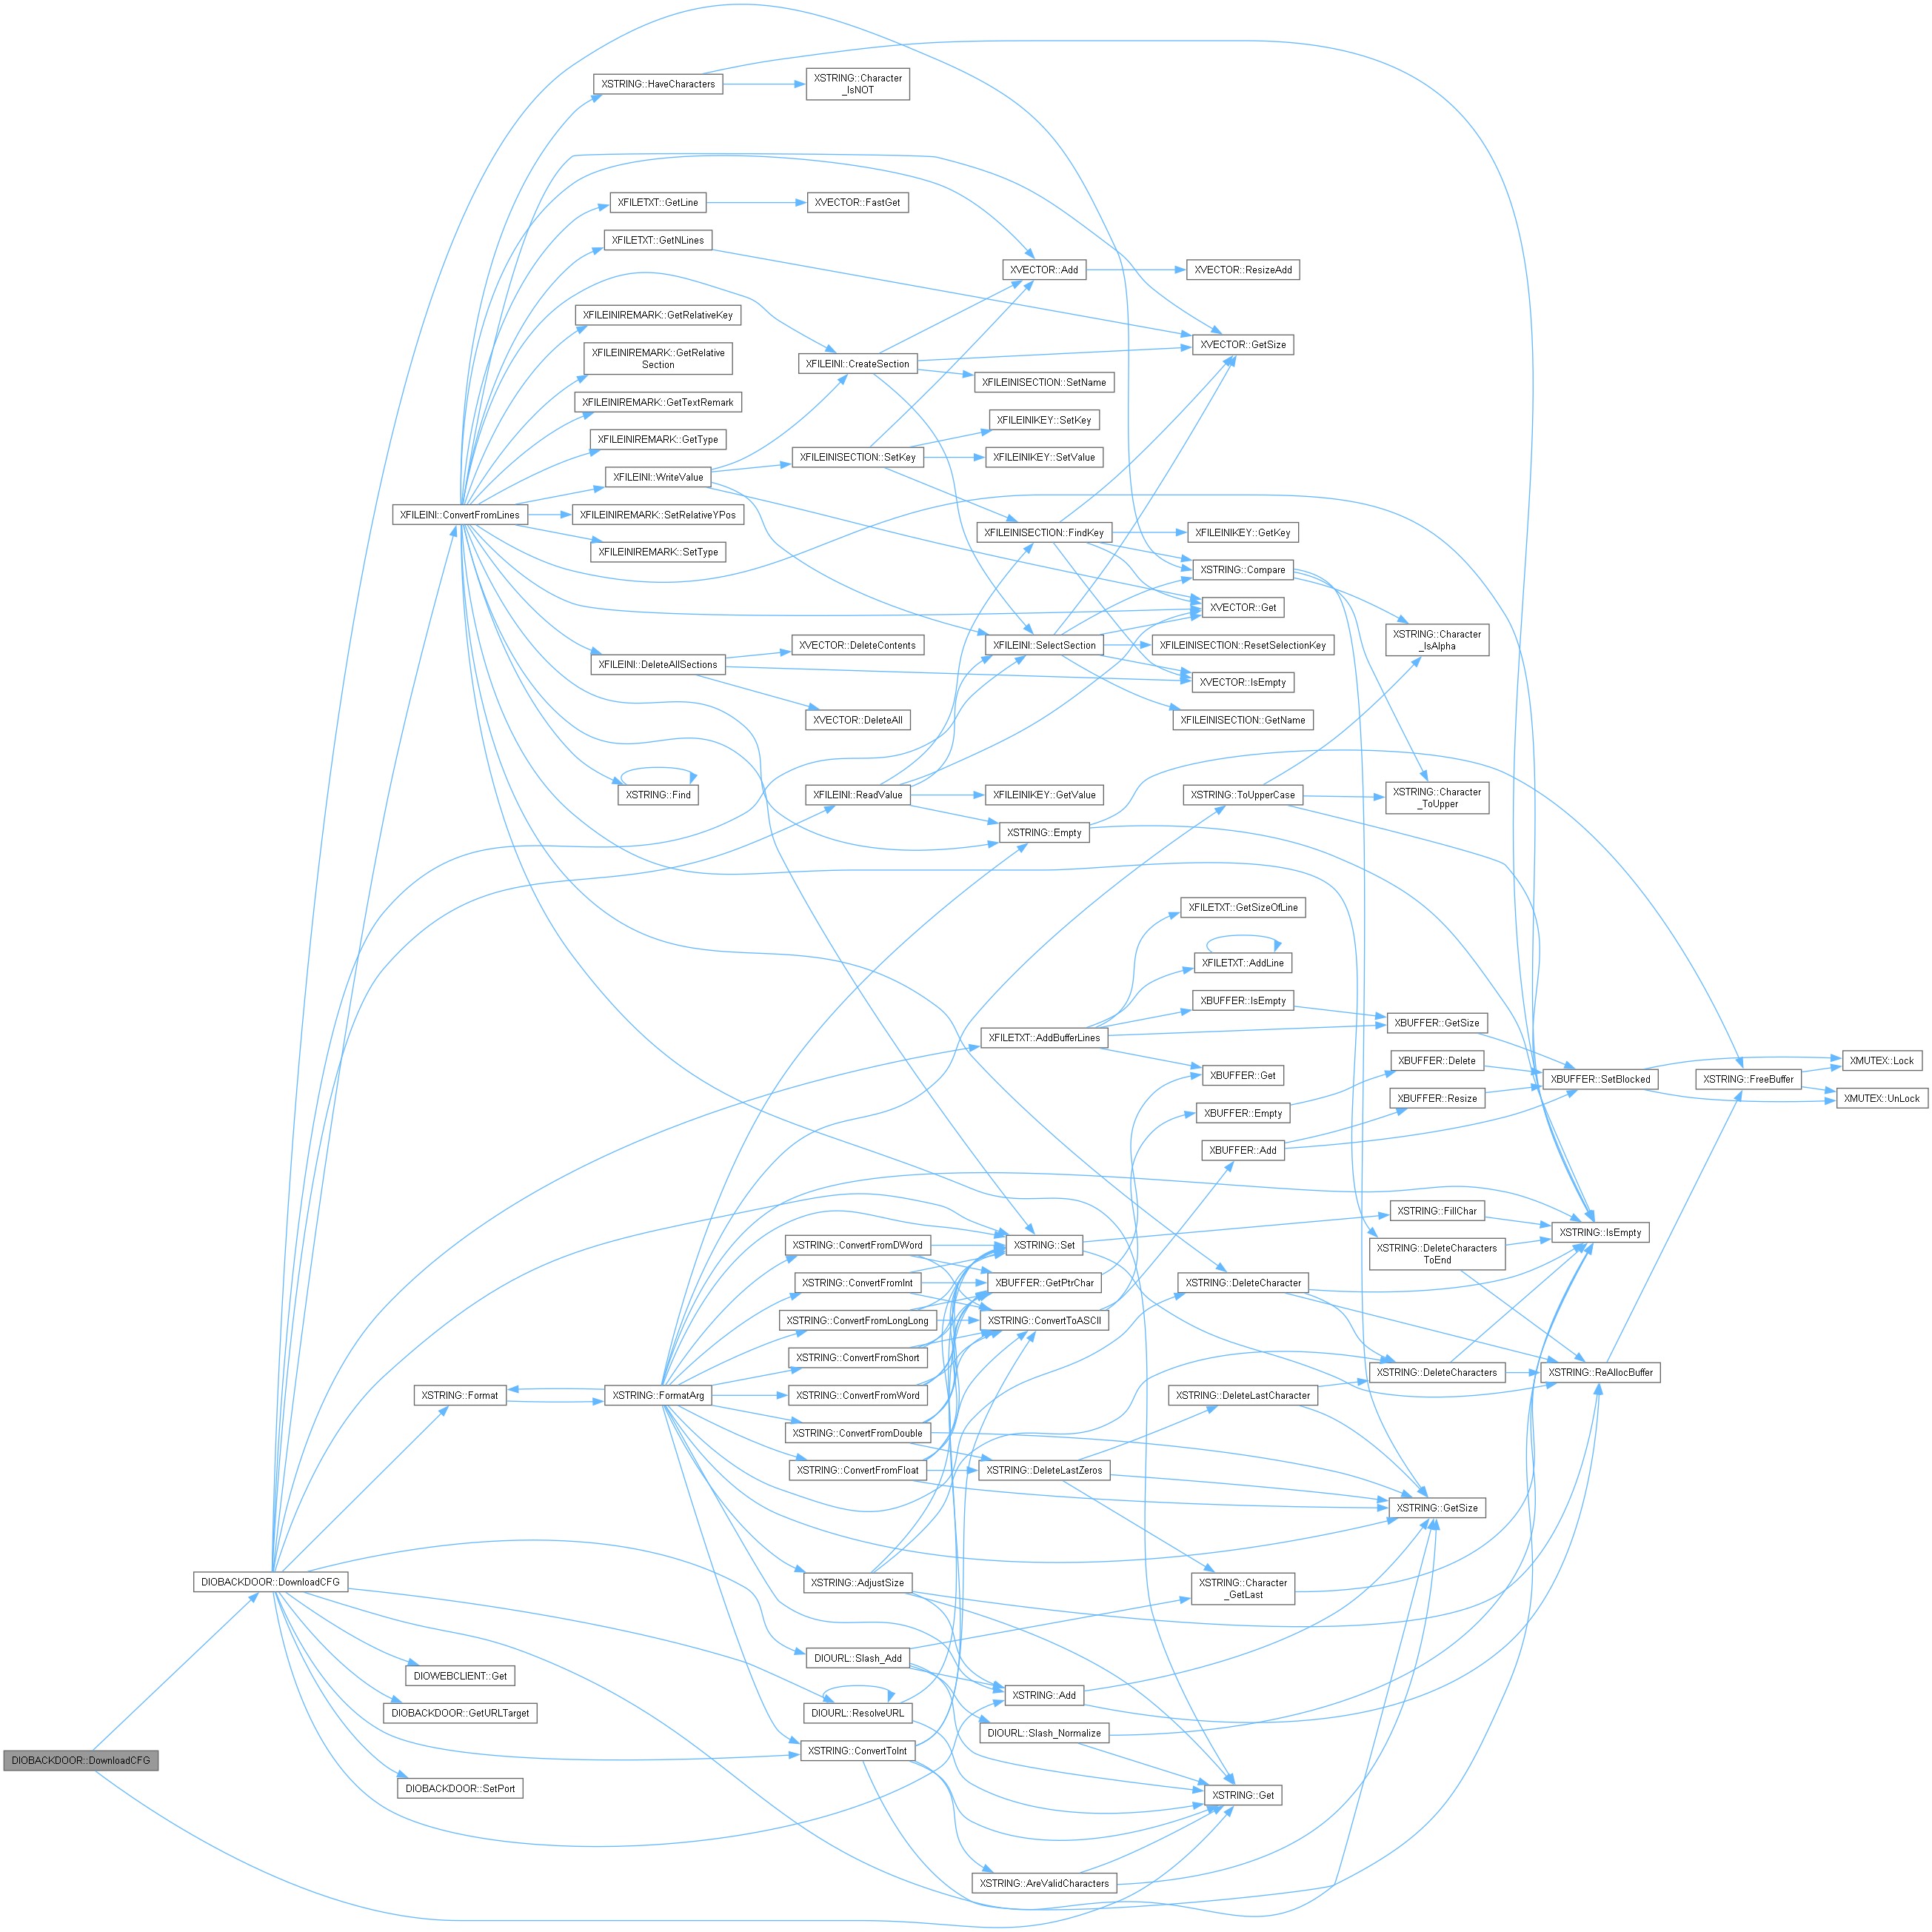 XSTRING::HaveCharacters
XSTRING::Character
_IsNOT
XFILETXT::GetLine
XVECTOR::FastGet
XFILETXT::GetNLines
XVECTOR::Add
XVECTOR::ResizeAdd
XFILEINIREMARK::GetRelativeKey
XVECTOR::GetSize
XFILEINIREMARK::GetRelative
Section
XFILEINI::CreateSection
XFILEINISECTION::SetName
XFILEINIREMARK::GetTextRemark
XFILEINIKEY::SetKey
XFILEINIREMARK::GetType
XFILEINISECTION::SetKey
XFILEINIKEY::SetValue
XFILEINI::WriteValue
XFILEINI::ConvertFromLines
XFILEINIREMARK::SetRelativeYPos
XFILEINISECTION::FindKey
XFILEINIKEY::GetKey
XFILEINIREMARK::SetType
XSTRING::Compare
XVECTOR::Get
XSTRING::Character
_IsAlpha
XVECTOR::DeleteContents
XFILEINI::SelectSection
XFILEINISECTION::ResetSelectionKey
XFILEINI::DeleteAllSections
XVECTOR::IsEmpty
XVECTOR::DeleteAll
XFILEINISECTION::GetName
XSTRING::Find
XFILEINI::ReadValue
XFILEINIKEY::GetValue
XSTRING::ToUpperCase
XSTRING::Character
_ToUpper
XSTRING::Empty
XFILETXT::GetSizeOfLine
XFILETXT::AddLine
XBUFFER::IsEmpty
XFILETXT::AddBufferLines
XBUFFER::GetSize
XBUFFER::Get
XBUFFER::Delete
XBUFFER::SetBlocked
XSTRING::FreeBuffer
XMUTEX::Lock
XBUFFER::Empty
XBUFFER::Resize
XMUTEX::UnLock
XBUFFER::Add
XSTRING::FillChar
XSTRING::IsEmpty
XSTRING::ConvertFromDWord
XSTRING::Set
XSTRING::DeleteCharacters
ToEnd
XSTRING::ConvertFromInt
XBUFFER::GetPtrChar
XSTRING::DeleteCharacter
XSTRING::ConvertFromLongLong
XSTRING::ConvertToASCII
XSTRING::ConvertFromShort
XSTRING::DeleteCharacters
XSTRING::ReAllocBuffer
XSTRING::Format
XSTRING::FormatArg
XSTRING::ConvertFromWord
XSTRING::DeleteLastCharacter
XSTRING::ConvertFromDouble
XSTRING::ConvertFromFloat
XSTRING::DeleteLastZeros
XSTRING::GetSize
DIOBACKDOOR::DownloadCFG
XSTRING::AdjustSize
XSTRING::Character
_GetLast
DIOURL::Slash_Add
DIOWEBCLIENT::Get
XSTRING::Add
DIOBACKDOOR::GetURLTarget
DIOURL::ResolveURL
DIOURL::Slash_Normalize
XSTRING::ConvertToInt
DIOBACKDOOR::DownloadCFG
DIOBACKDOOR::SetPort
XSTRING::Get
XSTRING::AreValidCharacters